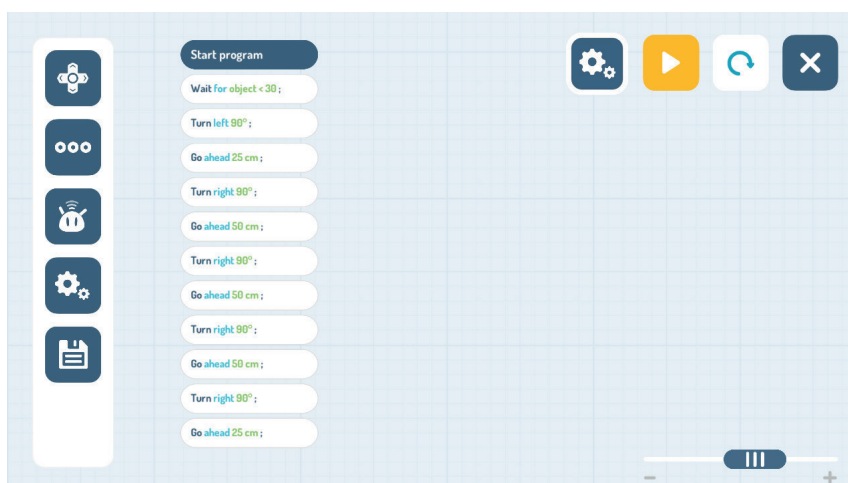 Start program
Wait for object < 30 ;
Turn left 90° ;
Go ahead 25 cm ;
Turn right 90° ;
Go ahead 50 cm ;
Turn right 90° ;
Go ahead 50 cm ;
Turn right 90° ;
Go ahead 50 cm ;
Turn right 90° ;
Go ahead 25 cm ;